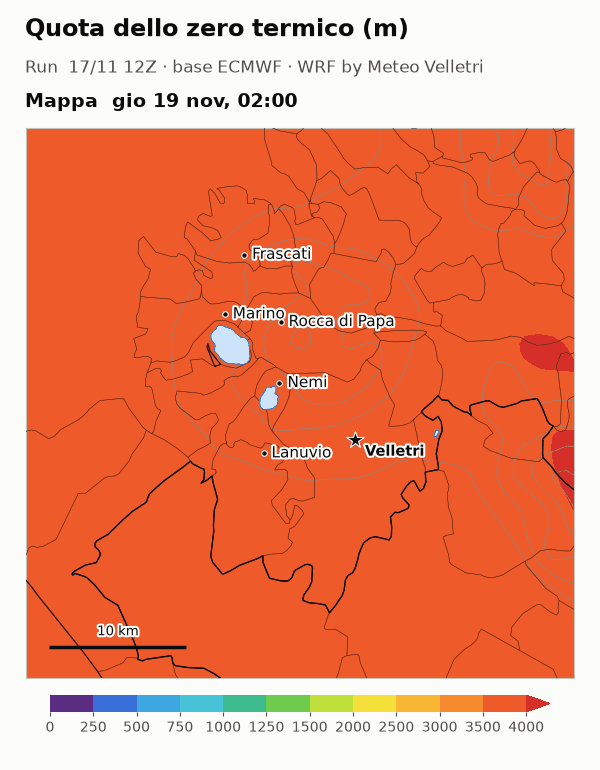 Quota dello zero termico (m)
Run  17/11 12Z · base ECMWF · WRF by Meteo Velletri
Mappa  gio 19 nov, 02:00
Frascati
Marino
Rocca di Papa
Nemi
Velletri
Lanuvio
10 km
0 250 500 750 1000 1250 1500 2000 2500 3000 3500 4000